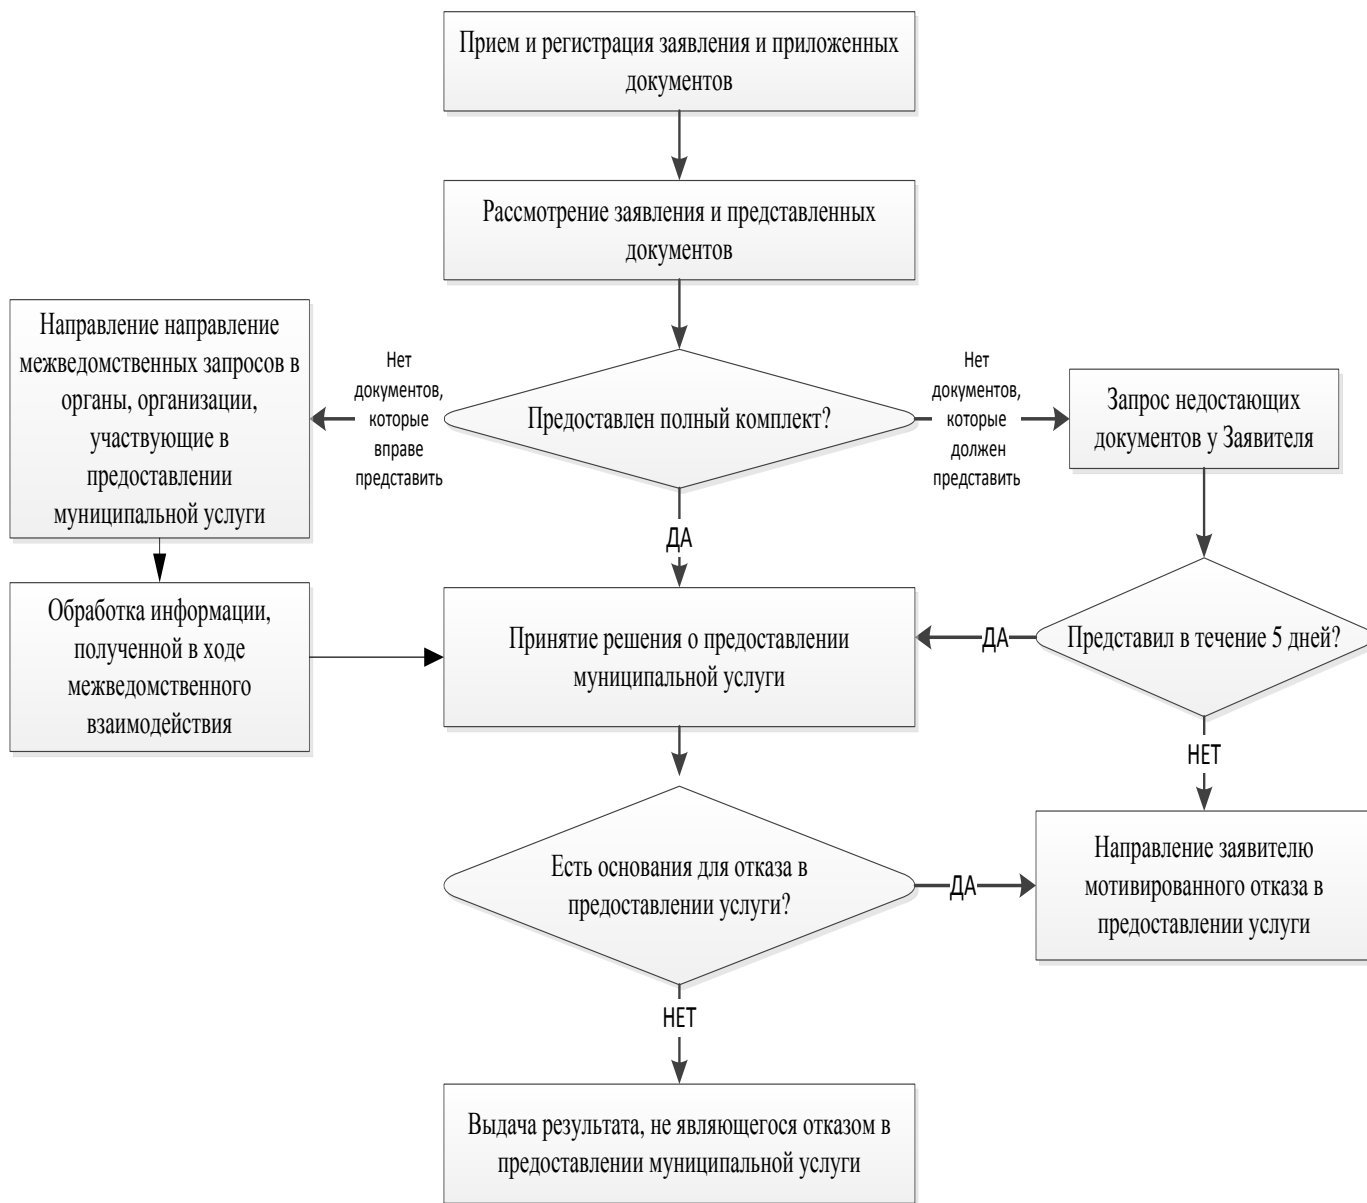 Прием и регистрация заявления и приложенных
документов
Рассмотрение заявления и представленных
документов
Направление направление
межведомственных запросов в
органы, организации,
участвующие в
предоставлении
муниципальной услуги
Нет
документов,
которые
вправе
представить
Предоставлен полный комплект?
Нет
документов,
которые
должен
представить
Запрос недостающих
документов у Заявителя
ДА
Обработка информации,
полученной в ходе
межведомственного
взаимодействия
Принятие решения о предоставлении
муниципальной услуги
ДА
Представил в течение 5 дней?
НЕТ
Есть основания для отказа в
предоставлении услуги?
ДА
Направление заявителю
мотивированного отказа в
предоставлении услуги
НЕТ
Выдача результата, не являющегося отказом в
предоставлении муниципальной услуги